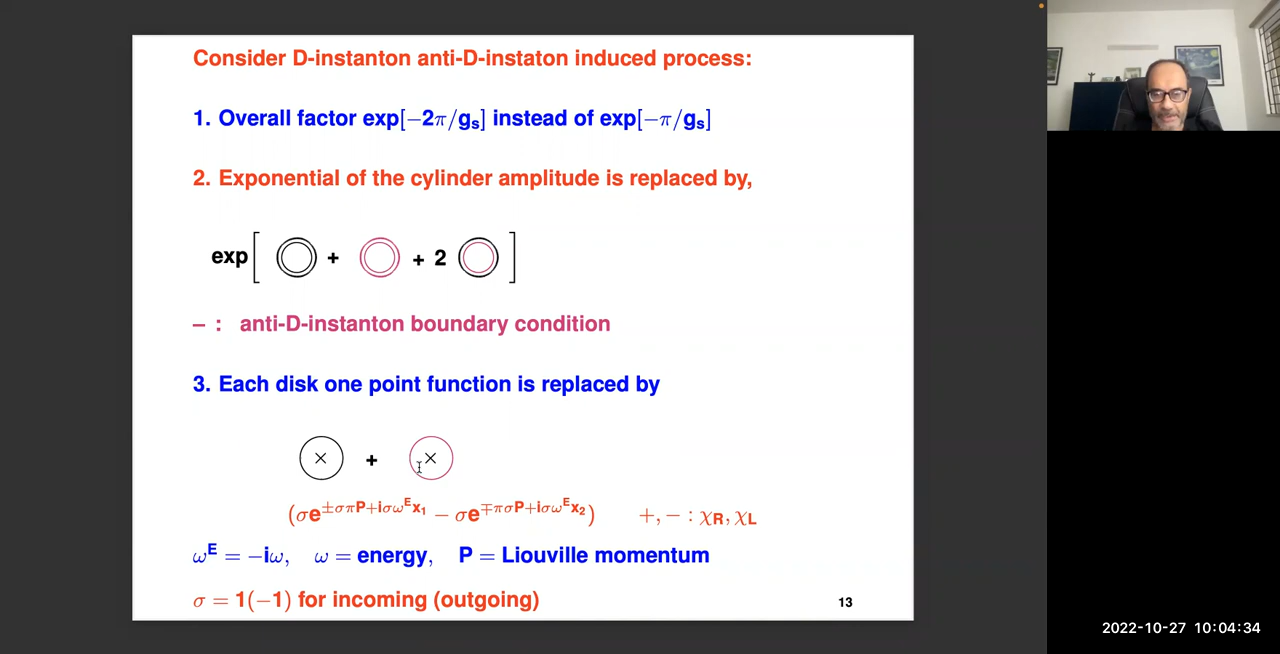 Consider D-instanton anti-D-instaton induced process:
1. Overall factor exp[−2π/gₛ] instead of exp[−π/gₛ]
2. Exponential of the cylinder amplitude is replaced by,
exp[ + + 2 ]
– : anti-D-instanton boundary condition
3. Each disk one point function is replaced by
× + ×
(σe^{±σπP+iσω^E x₁} − σe^{∓πσP+iσω^E x₂}) +, − : χ_R, χ_L
ω^E = −iω, ω = energy, P = Liouville momentum
σ = 1(−1) for incoming (outgoing)
13
2022-10-27 10:04:34